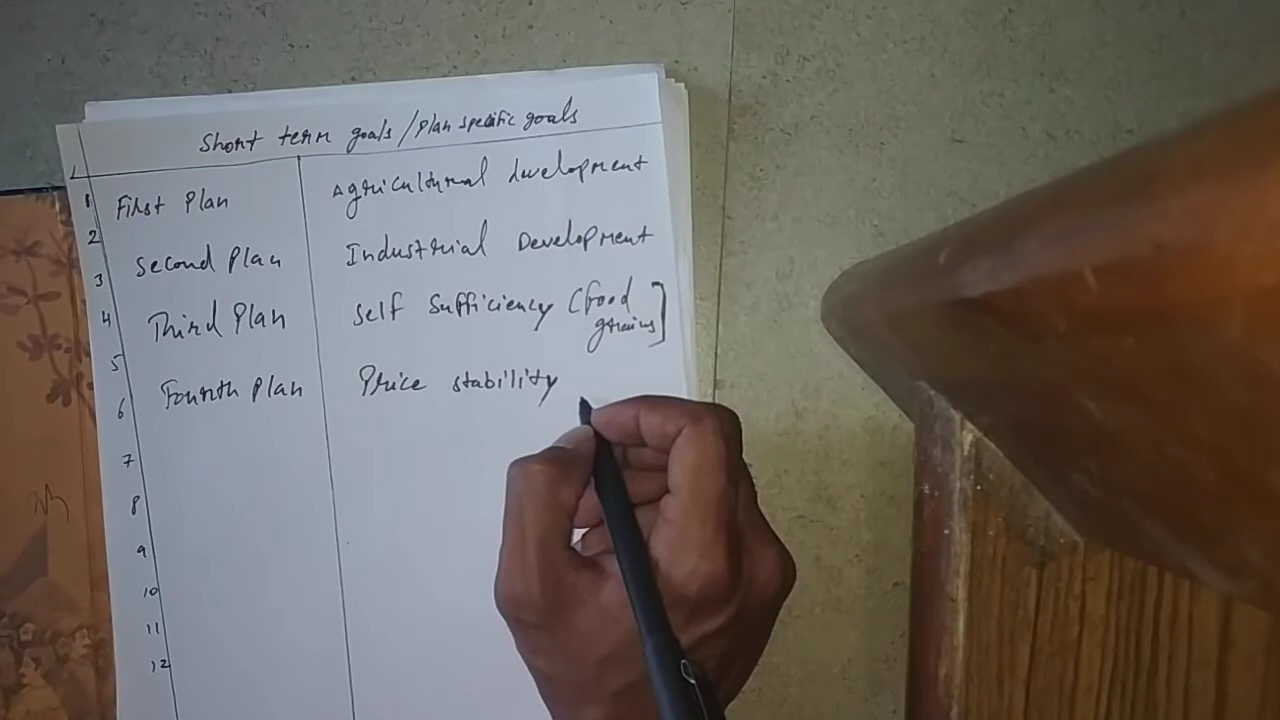 Short term goals / plan specific goals
1 First Plan Agricultural development
2
Second Plan Industrial Development
3
4 Third Plan Self Sufficiency (food
grains]
5
Fourth Plan Price stability
6
7
8
9
10
11
12